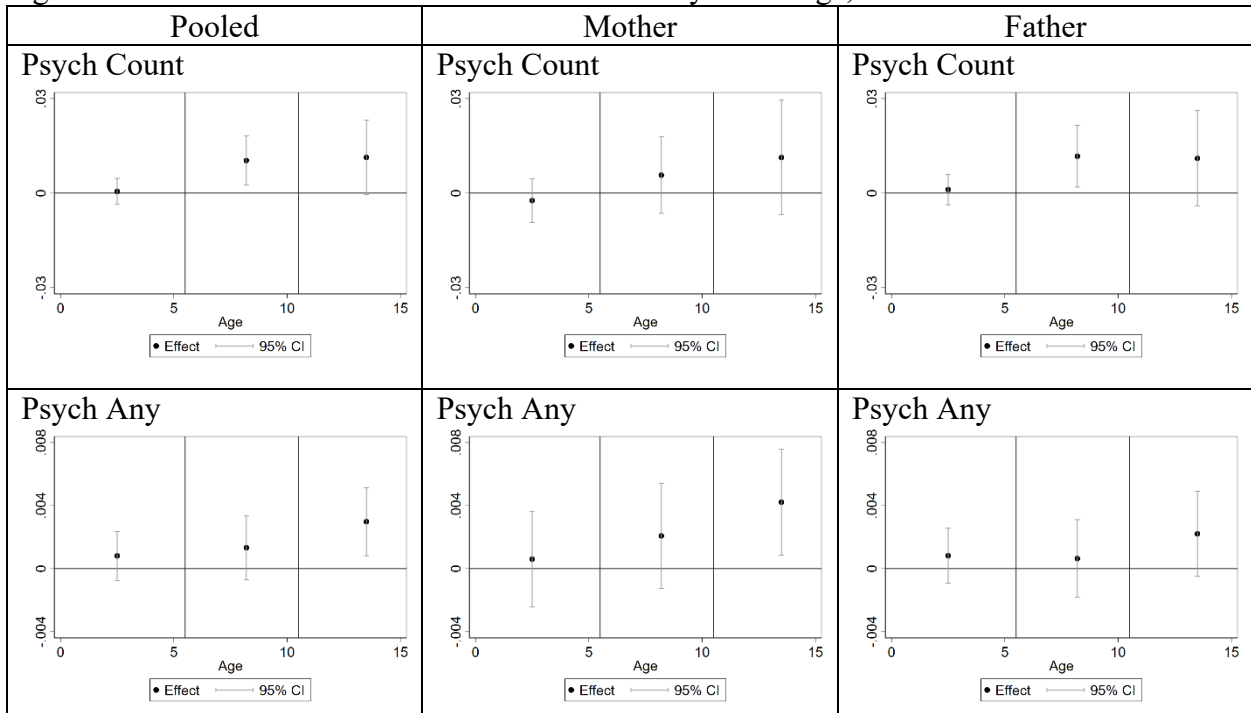 Pooled
Mother
Father
Psych Count
.03
0
-.03
0 5 10 15
Age
Effect 95% CI
Psych Count
.03
0
-.03
0 5 10 15
Age
Effect 95% CI
Psych Count
.03
0
-.03
0 5 10 15
Age
Effect 95% CI
Psych Any
.008
.004
0
-.004
0 5 10 15
Age
Effect 95% CI
Psych Any
.008
.004
0
-.004
0 5 10 15
Age
Effect 95% CI
Psych Any
.008
.004
0
-.004
0 5 10 15
Age
Effect 95% CI